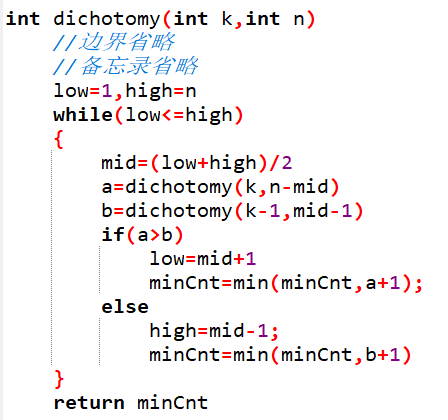 int dichotomy(int k,int n)
    //边界省略
    //备忘录省略
    low=1,high=n
    while(low<=high)
    {
        mid=(low+high)/2
        a=dichotomy(k,n-mid)
        b=dichotomy(k-1,mid-1)
        if(a>b)
            low=mid+1
            minCnt=min(minCnt,a+1);
        else
            high=mid-1;
            minCnt=min(minCnt,b+1)
    }
    return minCnt